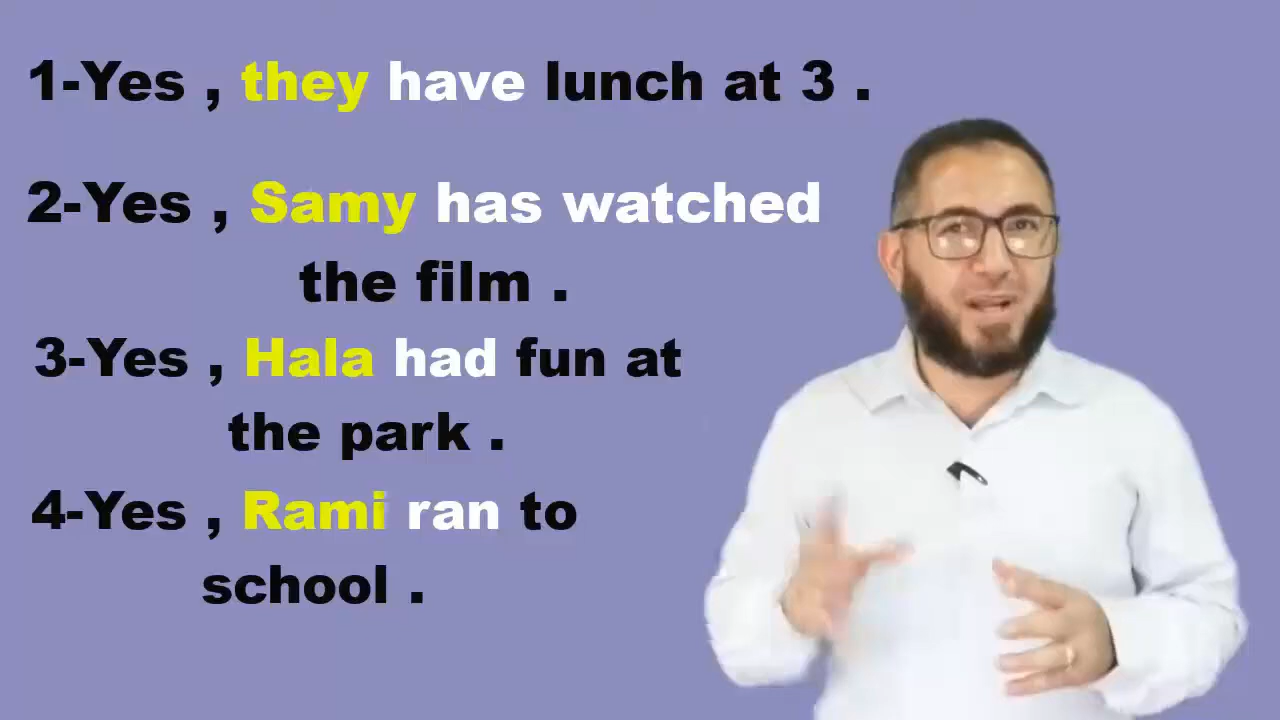 1-Yes , they have lunch at 3 .
2-Yes , Samy has watched
the film .
3-Yes , Hala had fun at
the park .
4-Yes , Rami ran to
school .